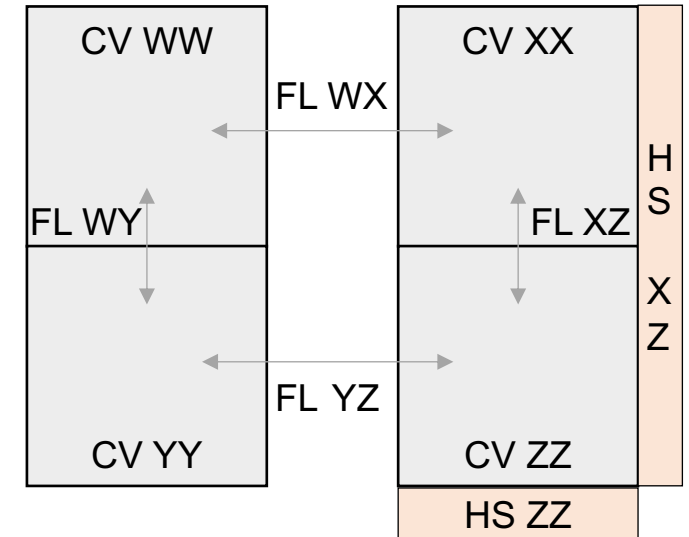 CV WW
CV XX
FL WX
H
S
FL WY
FL XZ
X
Z
FL YZ
CV YY
CV ZZ
HS ZZ